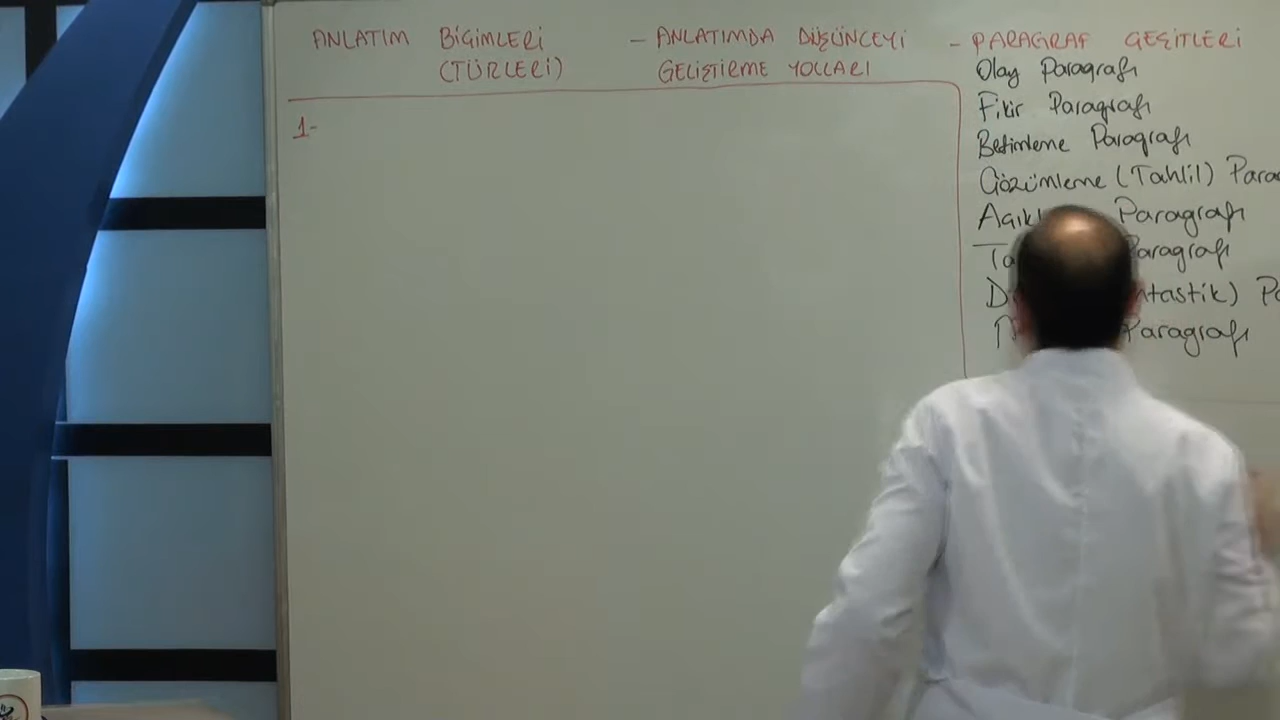 ANLATIM BİÇİMLERİ
(TÜRLERİ)
- ANLATIMDA DÜŞÜNCEYİ
GELİŞTİRME YOLLARI
- PARAGRAF ÇEŞİTLERİ
Olay Paragrafı
Fikir Paragrafı
Betimleme Paragrafı
Çözümleme (Tahlil)
Paragrafı
Paragrafı
Paragrafı
1-